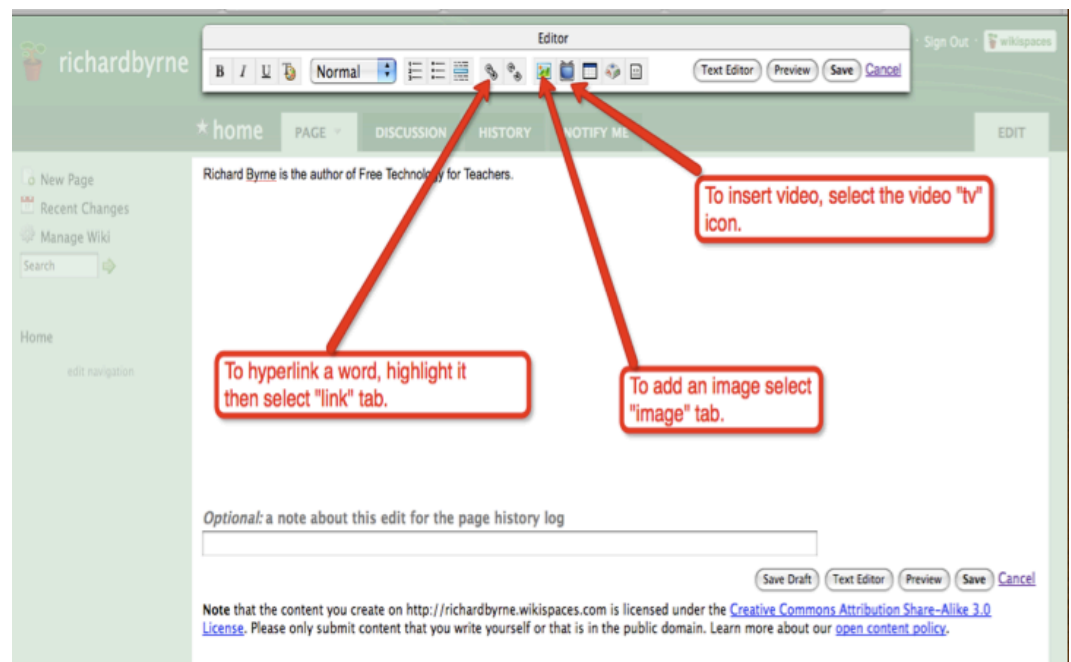 Editor
richardbyrne
Sign Out
wikispaces
B I U
Normal
Text Editor Preview Save Cancel
* home PAGE DISCUSSION HISTORY NOTIFY ME EDIT
New Page
Recent Changes
Manage Wiki
Search
Home
edit navigation
Richard Byrne is the author of Free Technology for Teachers.
To insert video, select the video "tv"
icon.
To hyperlink a word, highlight it
then select "link" tab.
To add an image select
"image" tab.
Optional: a note about this edit for the page history log
Save Draft Text Editor Preview Save Cancel
Note that the content you create on http://richardbyrne.wikispaces.com is licensed under the Creative Commons Attribution Share-Alike 3.0
License. Please only submit content that you write yourself or that is in the public domain. Learn more about our open content policy.